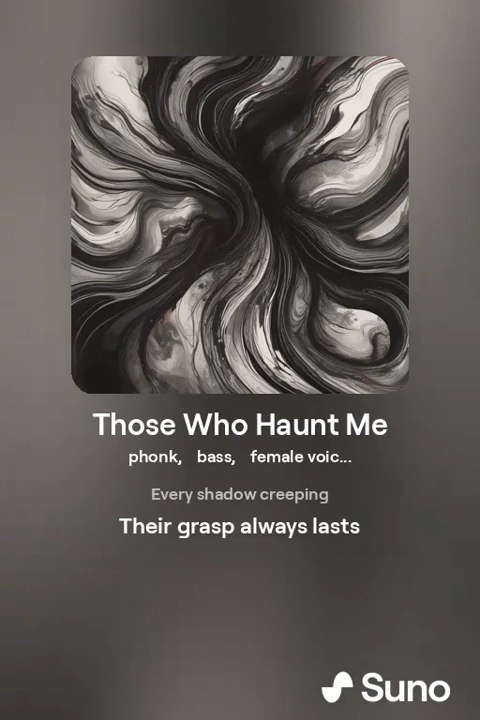 Those Who Haunt Me
phonk, bass, female voic...
Every shadow creeping
Their grasp always lasts
Suno